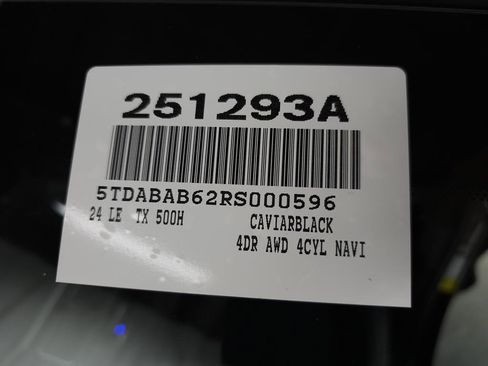 251293A
5TDABAB62RS000596
24 LE TX 500H CAVIARBLACK
4DR AWD 4CYL NAVI